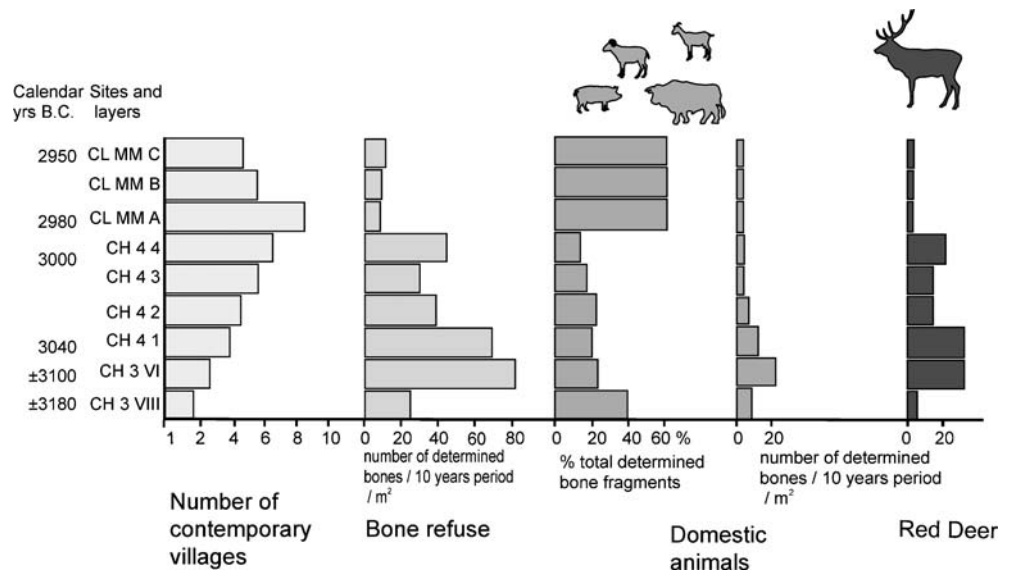 Calendar
yrs B.C.
Sites and
layers
2950
CL MM C
CL MM B
2980
CL MM A
CH 4 4
3000
CH 4 3
CH 4 2
3040
CH 4 1
±3100
CH 3 VI
±3180
CH 3 VIII
1 2 4 6 8 10
0 20 40 60 80
0 20 40 60 %
0 20
0 20
number of determined
bones / 10 years period
/ m²
% total determined
bone fragments
number of determined
bones / 10 years period
/ m²
Number of
contemporary
villages
Bone refuse
Domestic
animals
Red Deer